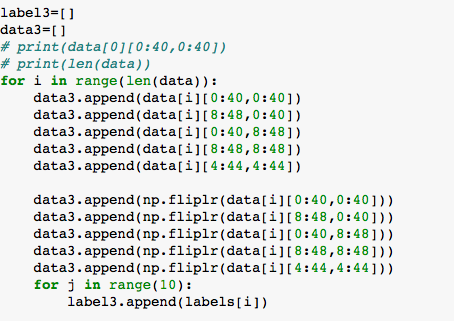 label3=[]
data3=[]
# print(data[0][0:40,0:40])
# print(len(data))
for i in range(len(data)):
    data3.append(data[i][0:40,0:40])
    data3.append(data[i][8:48,0:40])
    data3.append(data[i][0:40,8:48])
    data3.append(data[i][8:48,8:48])
    data3.append(data[i][4:44,4:44])

    data3.append(np.fliplr(data[i][0:40,0:40]))
    data3.append(np.fliplr(data[i][8:48,0:40]))
    data3.append(np.fliplr(data[i][0:40,8:48]))
    data3.append(np.fliplr(data[i][8:48,8:48]))
    data3.append(np.fliplr(data[i][4:44,4:44]))
    for j in range(10):
        label3.append(labels[i])